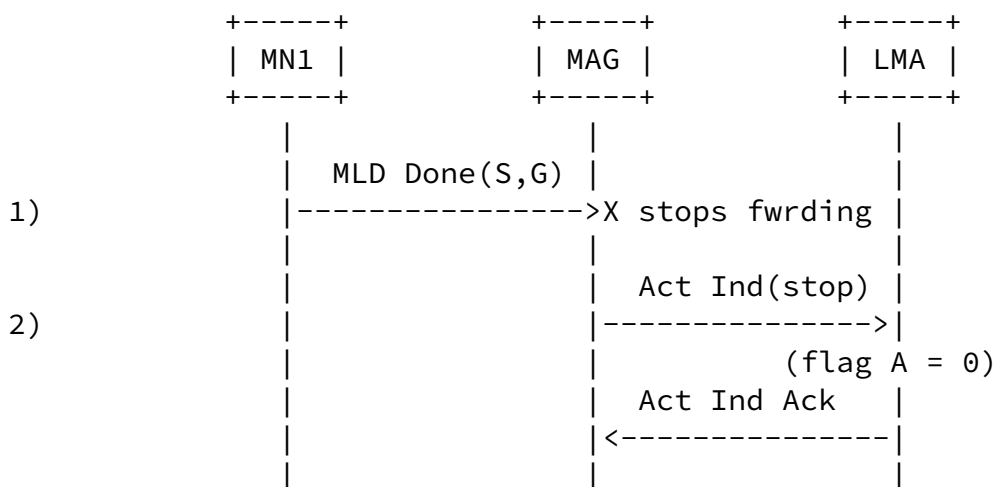 MN1 MAG LMA
MLD Done(S,G)
1) X stops fwrding
Act Ind(stop)
2)
(flag A = 0)
Act Ind Ack